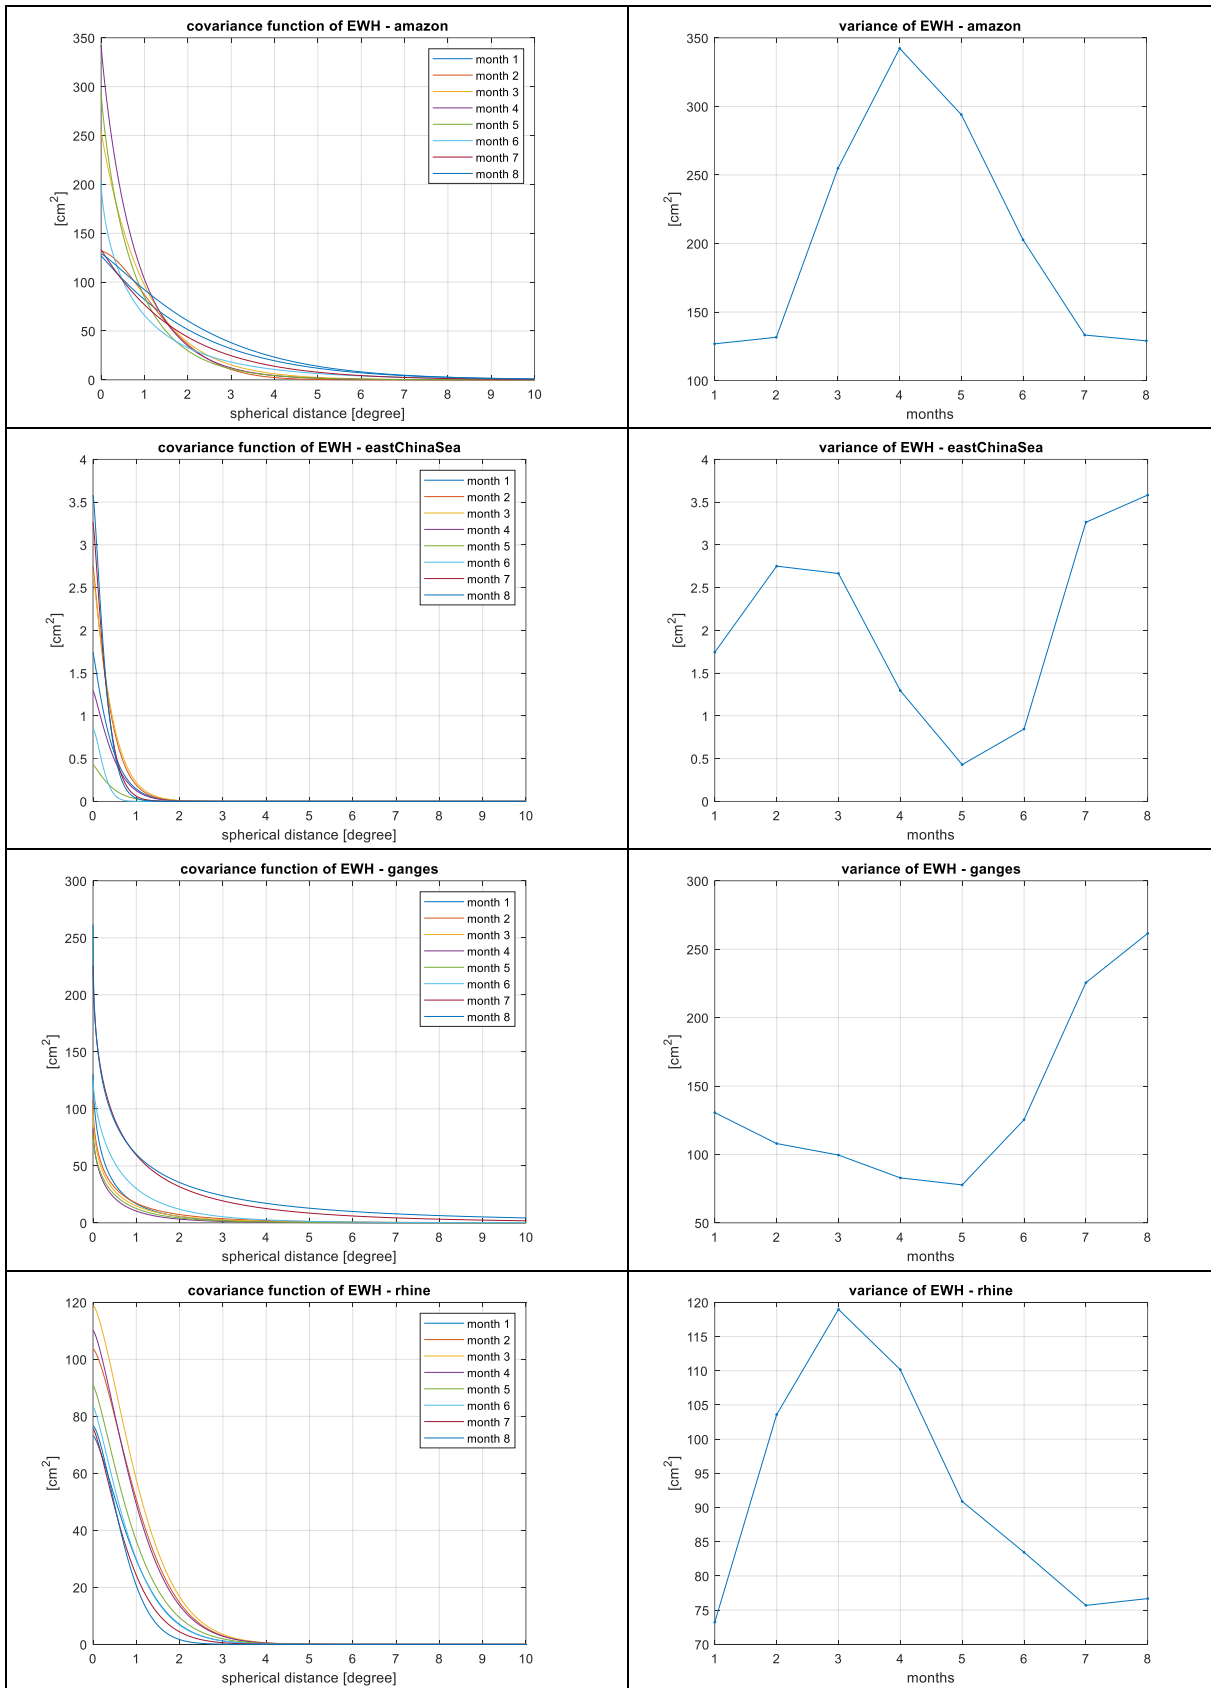 covariance function of EWH - amazon
350
300
250
200
150
100
50
0
[cm2]
0 1 2 3 4 5 6 7 8 9 10
spherical distance [degree]
month 1
month 2
month 3
month 4
month 5
month 6
month 7
month 8
variance of EWH - amazon
350
300
250
200
150
100
[cm2]
1 2 3 4 5 6 7 8
months
covariance function of EWH - eastChinaSea
4
3.5
3
2.5
2
1.5
1
0.5
0
[cm2]
0 1 2 3 4 5 6 7 8 9 10
spherical distance [degree]
month 1
month 2
month 3
month 4
month 5
month 6
month 7
month 8
variance of EWH - eastChinaSea
4
3.5
3
2.5
2
1.5
1
0.5
0
[cm2]
1 2 3 4 5 6 7 8
months
covariance function of EWH - ganges
300
250
200
150
100
50
0
[cm2]
0 1 2 3 4 5 6 7 8 9 10
spherical distance [degree]
month 1
month 2
month 3
month 4
month 5
month 6
month 7
month 8
variance of EWH - ganges
300
250
200
150
100
50
[cm2]
1 2 3 4 5 6 7 8
months
covariance function of EWH - rhine
120
100
80
60
40
20
0
[cm2]
0 1 2 3 4 5 6 7 8 9 10
spherical distance [degree]
month 1
month 2
month 3
month 4
month 5
month 6
month 7
month 8
variance of EWH - rhine
120
115
110
105
100
95
90
85
80
75
70
[cm2]
1 2 3 4 5 6 7 8
months